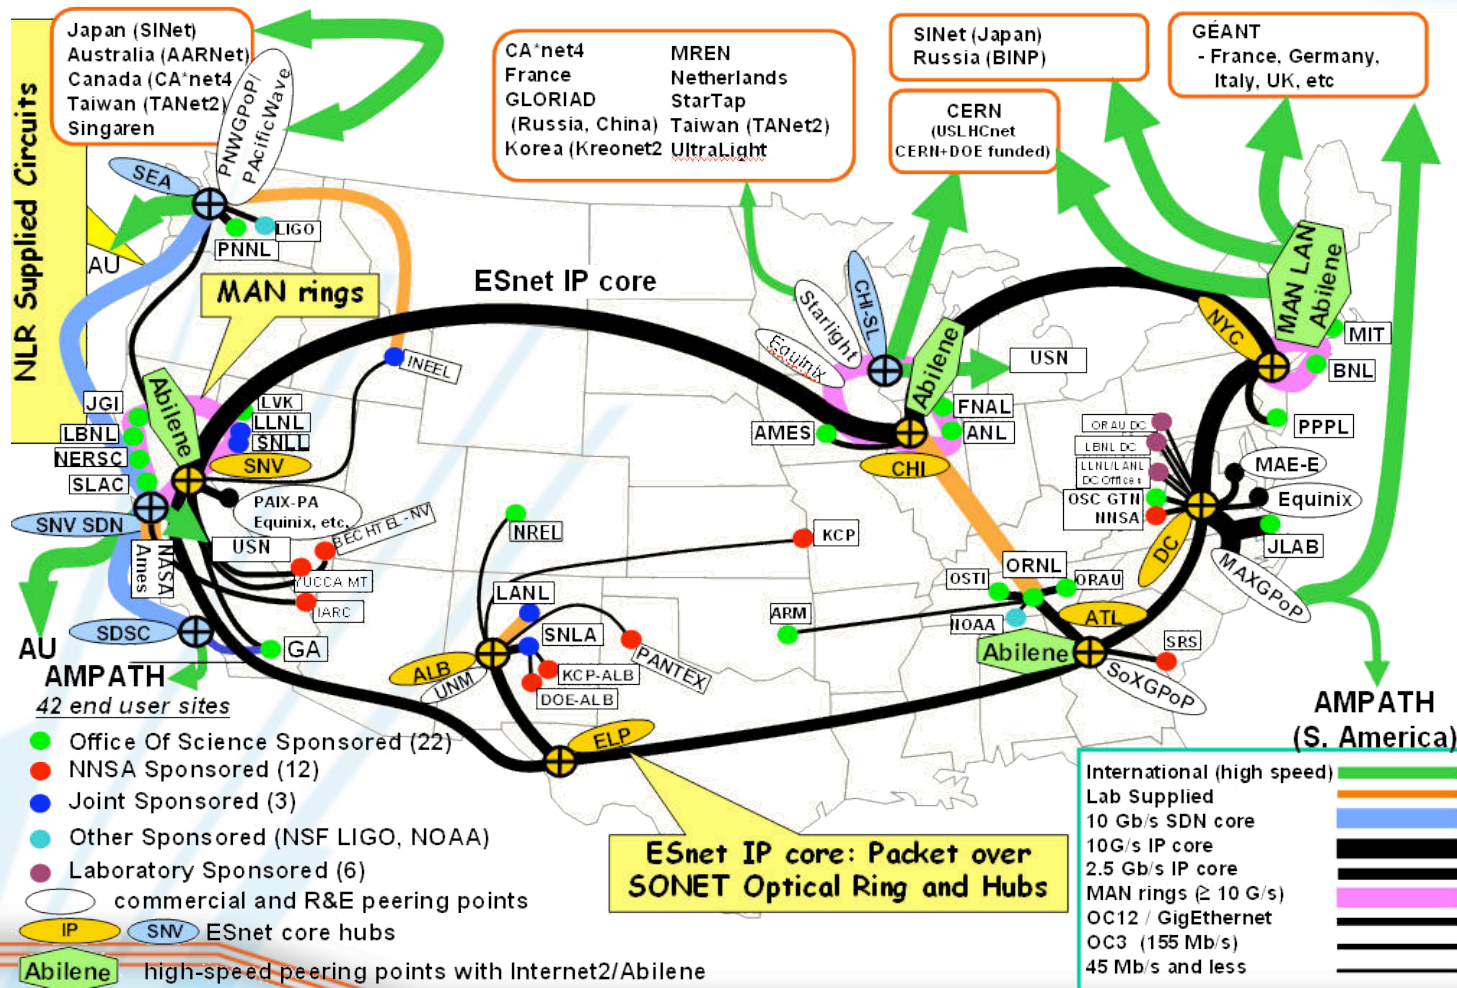 Japan (SINet)
Australia (AARNet)
Canada (CA*net4
Taiwan (TANet2)
Singaren
PNWGPoP/
PAcificWave
CA*net4
France
GLORIAD
(Russia, China)
Korea (Kreonet2
MREN
Netherlands
StarTap
Taiwan (TANet2)
UltraLight
SINet (Japan)
Russia (BINP)
CERN
(USLHCnet
CERN+DOE funded)
GÉANT
- France, Germany,
Italy, UK, etc
NLR Supplied Circuits
SEA
LIGO
PNNL
AU
MAN rings
ESnet IP core
INEEL
Abilene
JGI
LBNL
NERSC
SLAC
LVK
LLNL
SNLL
SNV
SNV SDN
PAIX-PA
Equinix, etc.
USN
NASA
Ames
BECHTEL-NV
YUCCA MT
IARC
SDSC
GA
AU
AMPATH
Starlight
Equinix
CHI-SL
Abilene
USN
FNAL
ANL
AMES
CHI
NYC
MAN LAN
Abilene
MIT
BNL
PPPL
ORAU DC
LBNL DC
LLNL/LANL
DC Offices
OSC GTN
NNSA
MAE-E
Equinix
JLAB
DC
MAXGPoP
NREL
KCP
LANL
SNLA
ALB
UNM
KCP-ALB
DOE-ALB
PANTEX
ELP
ARM
OSTI
ORNL
ORAU
NOAA
ATL
Abilene
SRS
SoXGPoP
AMPATH
(S. America)
ESnet IP core: Packet over
SONET Optical Ring and Hubs
42 end user sites
Office Of Science Sponsored (22)
NNSA Sponsored (12)
Joint Sponsored (3)
Other Sponsored (NSF LIGO, NOAA)
Laboratory Sponsored (6)
commercial and R&E peering points
IP
SNV
ESnet core hubs
Abilene
high-speed peering points with Internet2/Abilene
International (high speed)
Lab Supplied
10 Gb/s SDN core
10G/s IP core
2.5 Gb/s IP core
MAN rings (≥ 10 G/s)
OC12 / GigEthernet
OC3 (155 Mb/s)
45 Mb/s and less